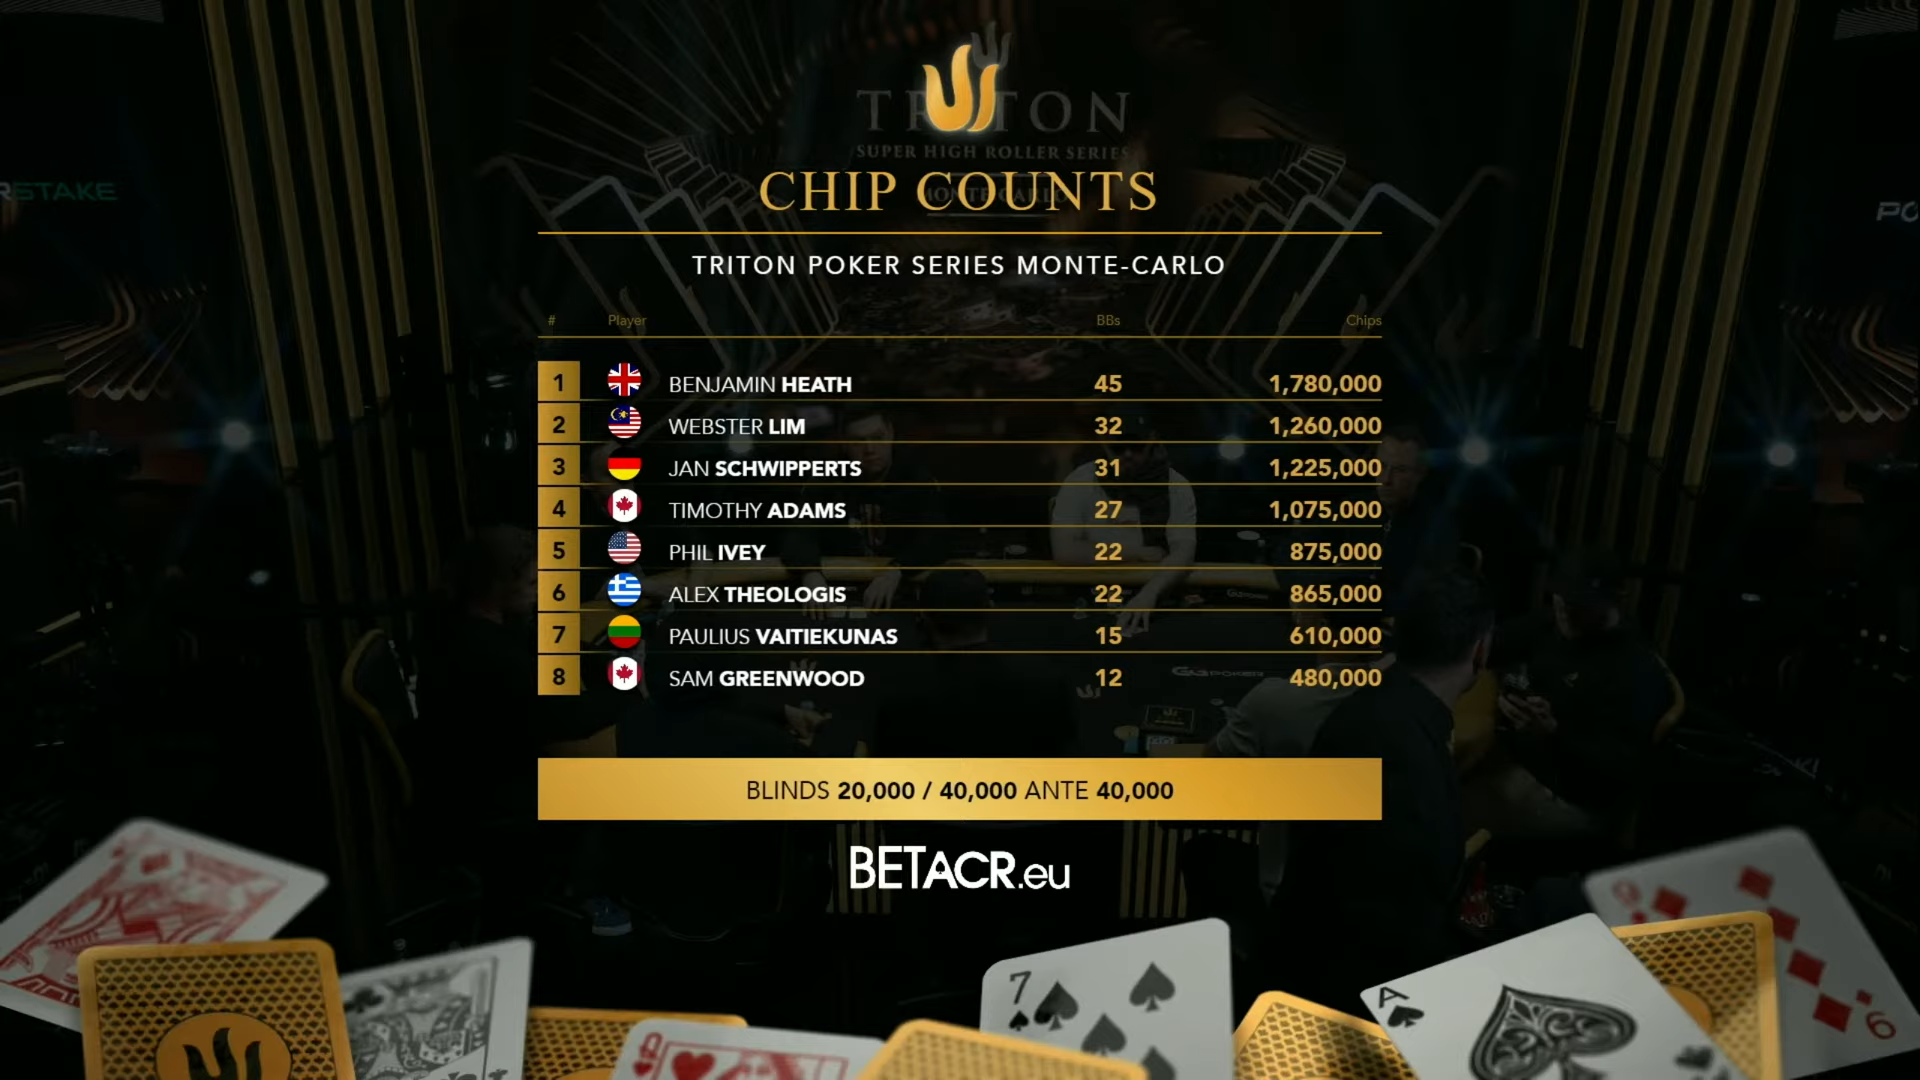 TRITON
SUPER HIGH ROLLER SERIES
CHIP COUNTS
TRITON POKER SERIES MONTE-CARLO
# Player BBs Chips
1 BENJAMIN HEATH 45 1,780,000
2 WEBSTER LIM 32 1,260,000
3 JAN SCHWIPPERTS 31 1,225,000
4 TIMOTHY ADAMS 27 1,075,000
5 PHIL IVEY 22 875,000
6 ALEX THEOLOGIS 22 865,000
7 PAULIUS VAITIEKUNAS 15 610,000
8 SAM GREENWOOD 12 480,000
BLINDS 20,000 / 40,000 ANTE 40,000
BETACR.eu
7
A
9